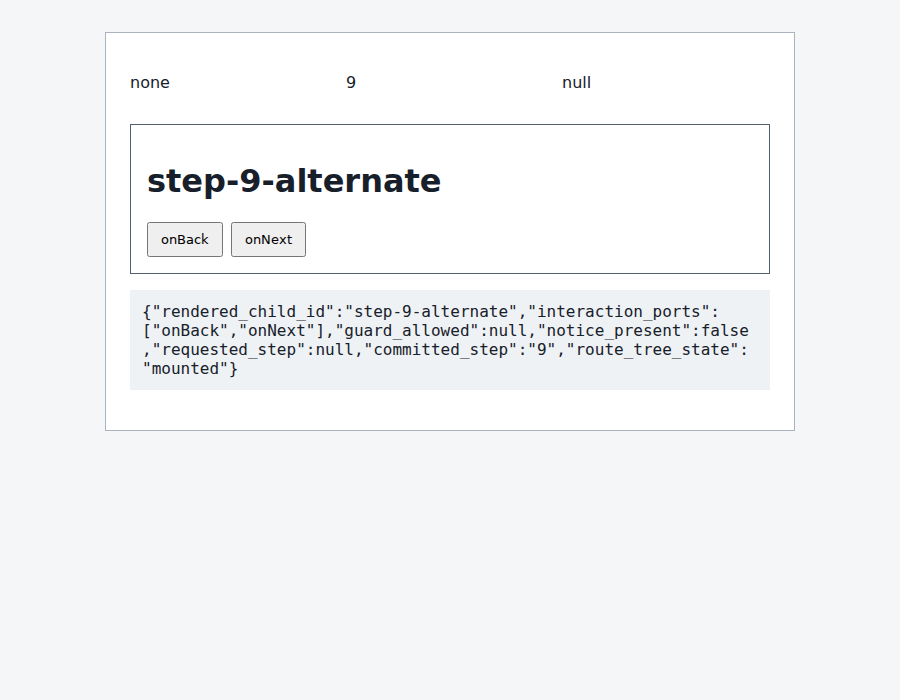 none 9 null
step-9-alternate
onBack onNext
{"rendered_child_id":"step-9-alternate","interaction_ports":
["onBack","onNext"],"guard_allowed":null,"notice_present":false
,"requested_step":null,"committed_step":"9","route_tree_state":
"mounted"}